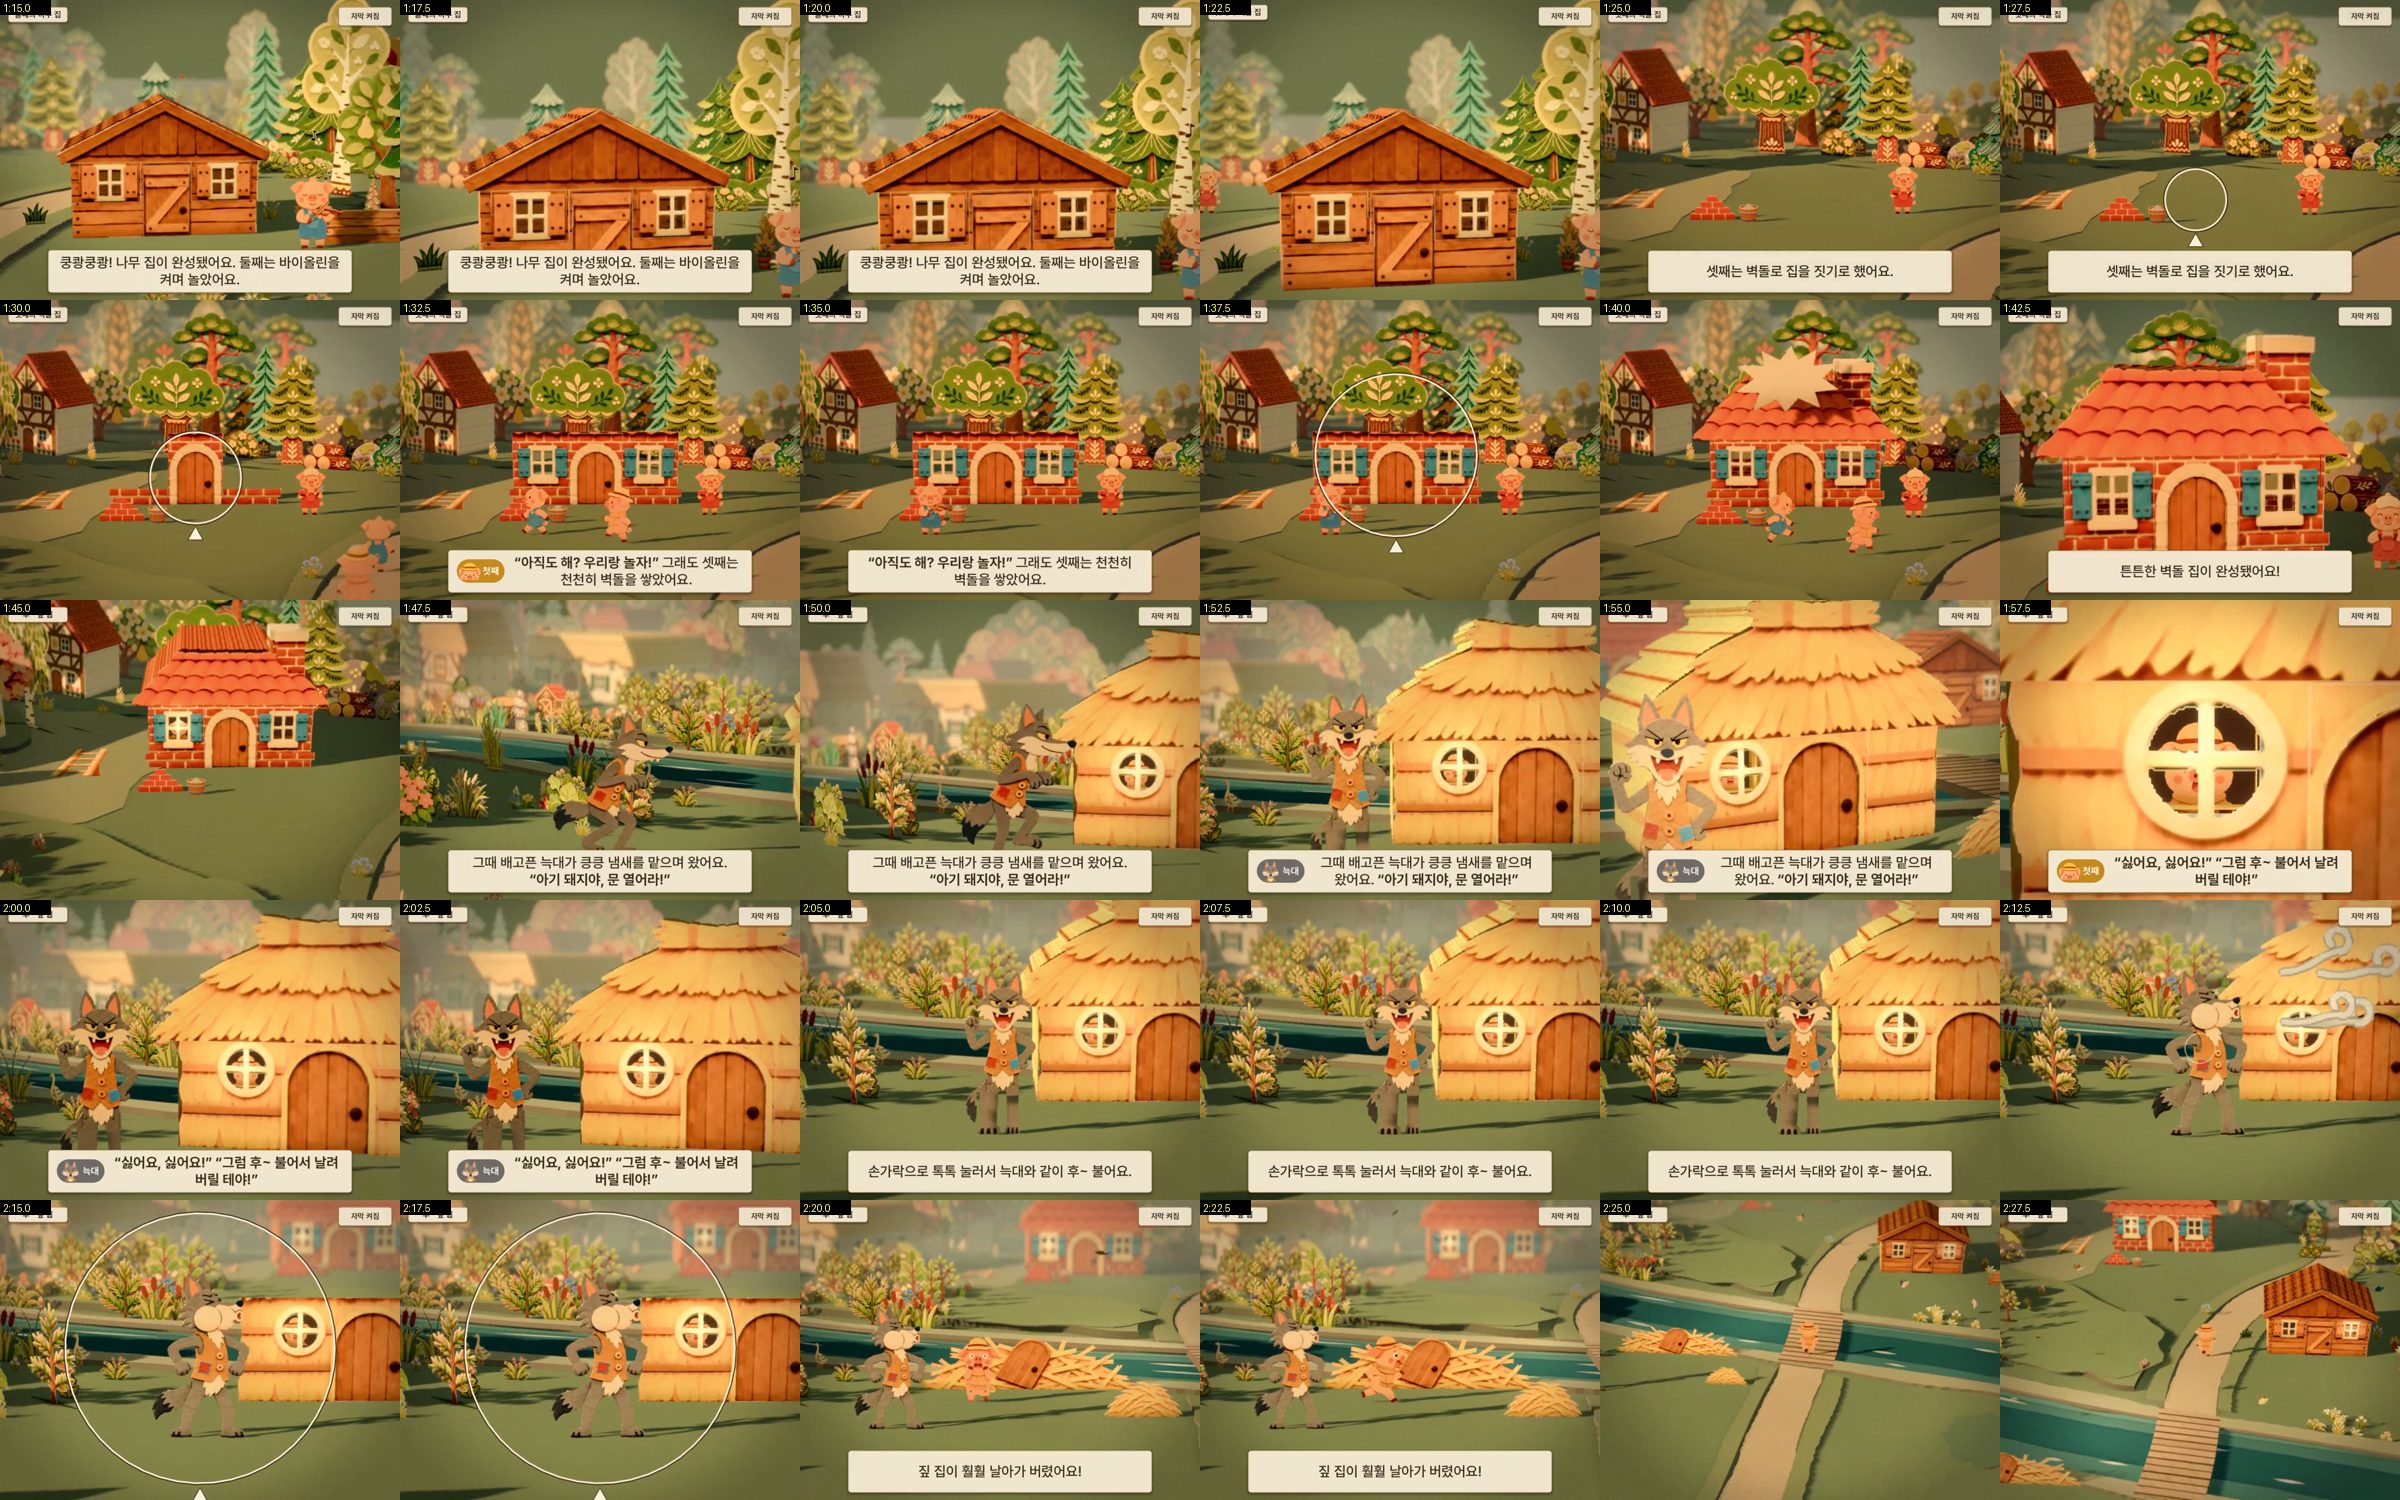 1:15.0
자막 켜짐
쿵쾅쿵쾅! 나무 집이 완성됐어요. 둘째는 바이올린을
켜며 놀았어요.
1:17.5
자막 켜짐
쿵쾅쿵쾅! 나무 집이 완성됐어요. 둘째는 바이올린을
켜며 놀았어요.
1:20.0
자막 켜짐
쿵쾅쿵쾅! 나무 집이 완성됐어요. 둘째는 바이올린을
켜며 놀았어요.
1:22.5
자막 켜짐
1:25.0
자막 켜짐
셋째는 벽돌로 집을 짓기로 했어요.
1:27.5
자막 켜짐
셋째는 벽돌로 집을 짓기로 했어요.
1:30.0
자막 켜짐
1:32.5
자막 켜짐
첫째
“아직도 해? 우리랑 놀자!” 그래도 셋째는
천천히 벽돌을 쌓았어요.
1:35.0
자막 켜짐
“아직도 해? 우리랑 놀자!” 그래도 셋째는 천천히
벽돌을 쌓았어요.
1:37.5
자막 켜짐
1:40.0
자막 켜짐
1:42.5
자막 켜짐
튼튼한 벽돌 집이 완성됐어요!
1:45.0
자막 켜짐
1:47.5
자막 켜짐
그때 배고픈 늑대가 킁킁 냄새를 맡으며 왔어요.
“아기 돼지야, 문 열어라!”
1:50.0
자막 켜짐
그때 배고픈 늑대가 킁킁 냄새를 맡으며 왔어요.
“아기 돼지야, 문 열어라!”
1:52.5
자막 켜짐
늑대
그때 배고픈 늑대가 킁킁 냄새를 맡으며
왔어요. “아기 돼지야, 문 열어라!”
1:55.0
자막 켜짐
늑대
그때 배고픈 늑대가 킁킁 냄새를 맡으며
왔어요. “아기 돼지야, 문 열어라!”
1:57.5
자막 켜짐
첫째
“싫어요, 싫어요!” “그럼 후~ 불어서 날려
버릴 테야!”
2:00.0
자막 켜짐
늑대
“싫어요, 싫어요!” “그럼 후~ 불어서 날려
버릴 테야!”
2:02.5
자막 켜짐
늑대
“싫어요, 싫어요!” “그럼 후~ 불어서 날려
버릴 테야!”
2:05.0
자막 켜짐
손가락으로 톡톡 눌러서 늑대와 같이 후~ 불어요.
2:07.5
자막 켜짐
손가락으로 톡톡 눌러서 늑대와 같이 후~ 불어요.
2:10.0
자막 켜짐
손가락으로 톡톡 눌러서 늑대와 같이 후~ 불어요.
2:12.5
자막 켜짐
2:15.0
자막 켜짐
2:17.5
자막 켜짐
2:20.0
자막 켜짐
짚 집이 훨훨 날아가 버렸어요!
2:22.5
자막 켜짐
짚 집이 훨훨 날아가 버렸어요!
2:25.0
자막 켜짐
2:27.5
자막 켜짐